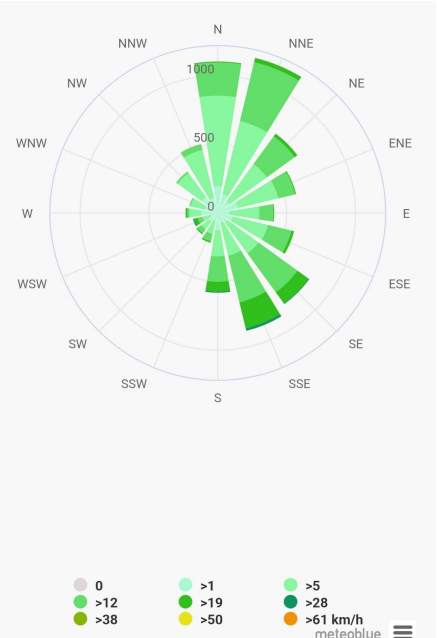 N
NNW NNE
NW NE
1000
WNW 500 ENE
W 0 E
WSW ESE
SW SE
SSW SSE
S
0 >1 >5
>12 >19 >28
>38 >50 >61 km/h
meteoblue